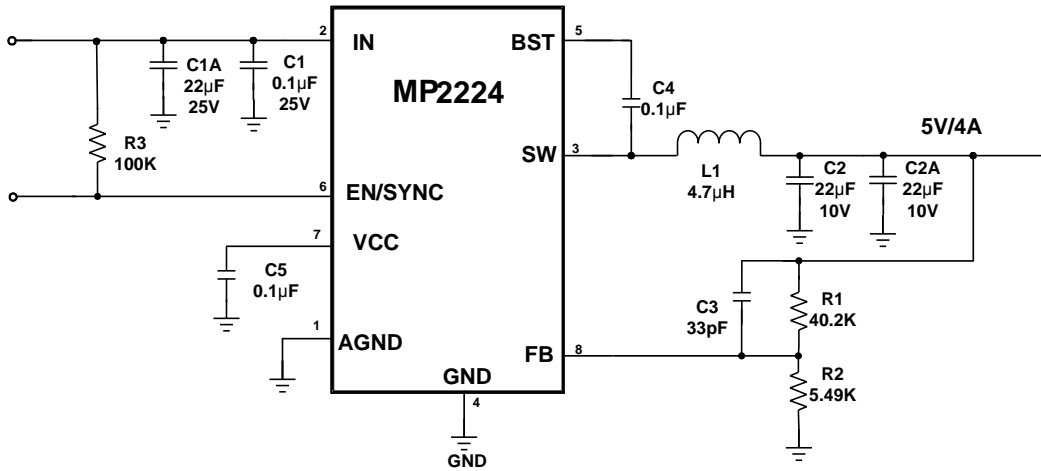 2
IN
C1A
22µF
25V
C1
0.1µF
25V
R3
100K
6
EN/SYNC
7
VCC
C5
0.1µF
1
AGND
MP2224
GND
4
GND
BST
5
C4
0.1µF
SW
3
L1
4.7µH
5V/4A
C2
22µF
10V
C2A
22µF
10V
C3
33pF
R1
40.2K
FB
8
R2
5.49K